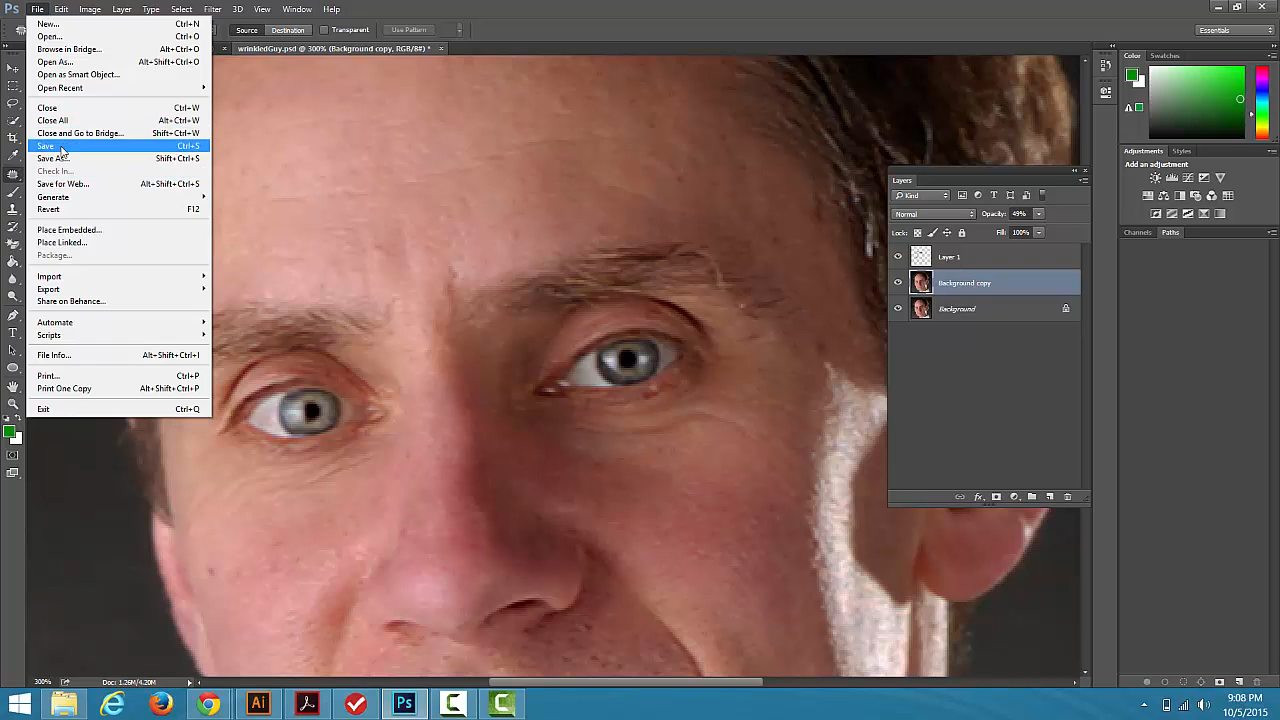 Ps File Edit Image Layer Type Select Filter 3D View Window Help
Source Destination Transparent Use Pattern Essentials
wrinkledGuy.psd @ 300% (Background copy, RGB/8#) *
New... Ctrl+N
Open... Ctrl+O
Browse in Bridge... Alt+Ctrl+O
Open As... Alt+Shift+Ctrl+O
Open as Smart Object...
Open Recent
Close Ctrl+W
Close All Alt+Ctrl+W
Close and Go to Bridge... Shift+Ctrl+W
Save Ctrl+S
Save As... Shift+Ctrl+S
Check In...
Save for Web... Alt+Shift+Ctrl+S
Generate
Revert F12
Place Embedded...
Place Linked...
Package...
Import
Export
Share on Behance...
Automate
Scripts
File Info... Alt+Shift+Ctrl+I
Print... Ctrl+P
Print One Copy Alt+Shift+Ctrl+P
Exit Ctrl+Q
Layers
Kind
Normal Opacity: 49%
Lock: Fill: 100%
Layer 1
Background copy
Background
fx
Color Swatches
Adjustments Styles
Add an adjustment
Channels Paths
300% Doc: 1.26M/4.20M
Ai Ps
9:08 PM
10/5/2015